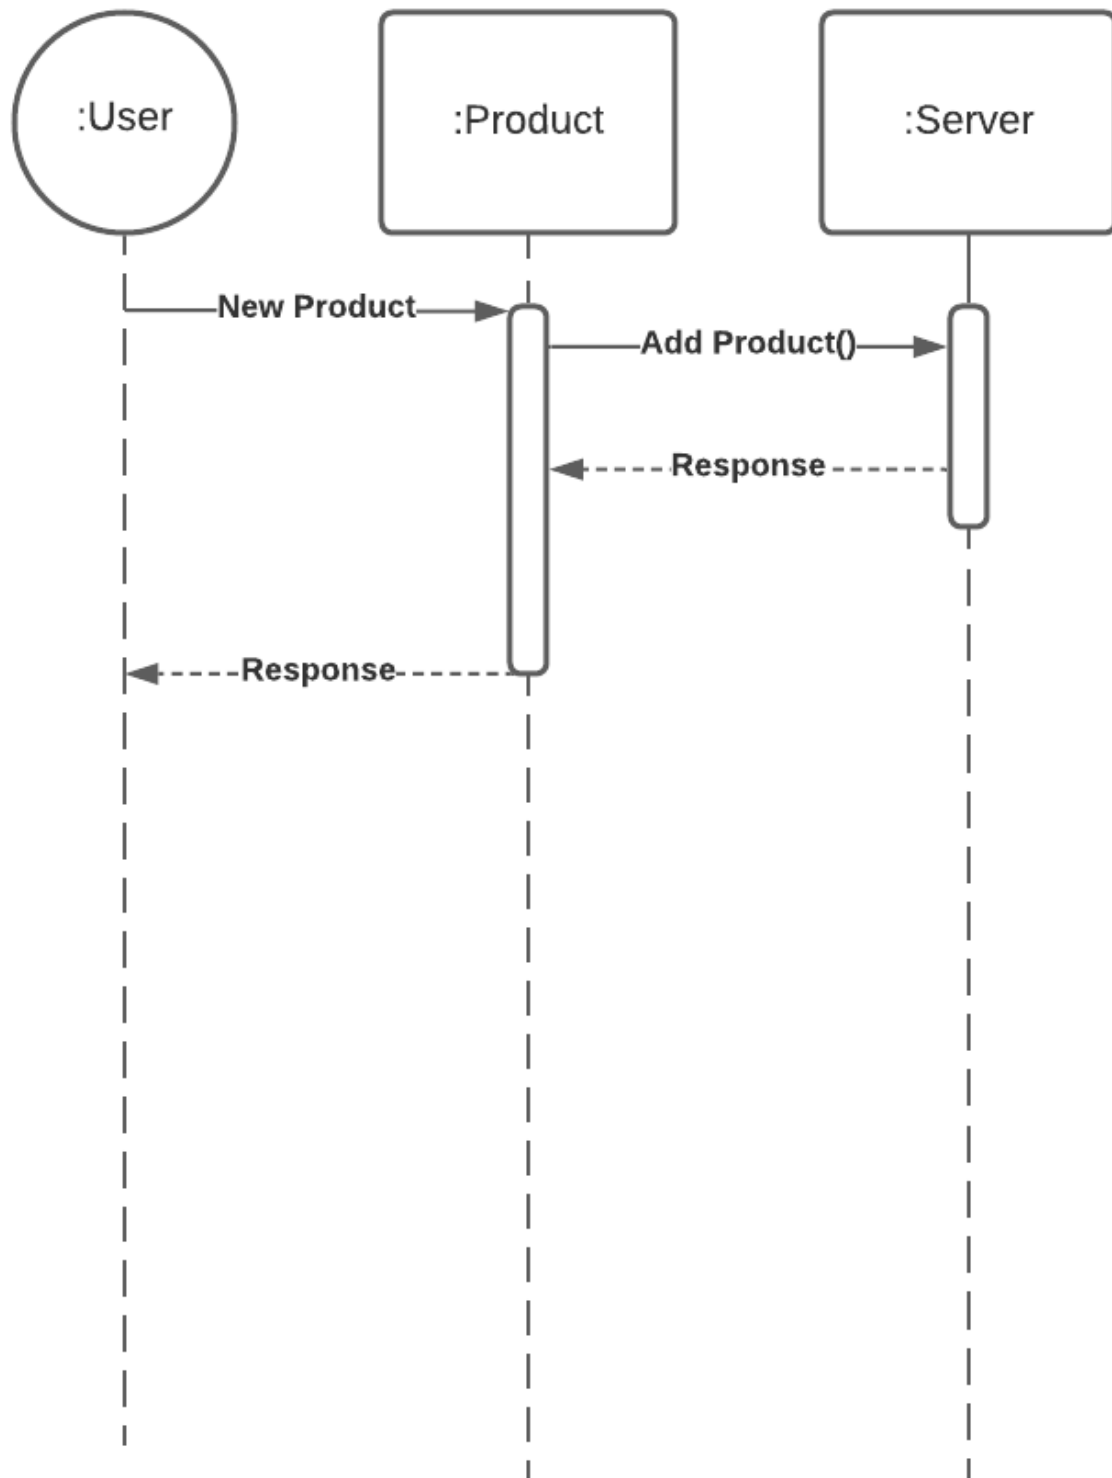 :User
:Product
:Server
New Product
Add Product()
Response
Response